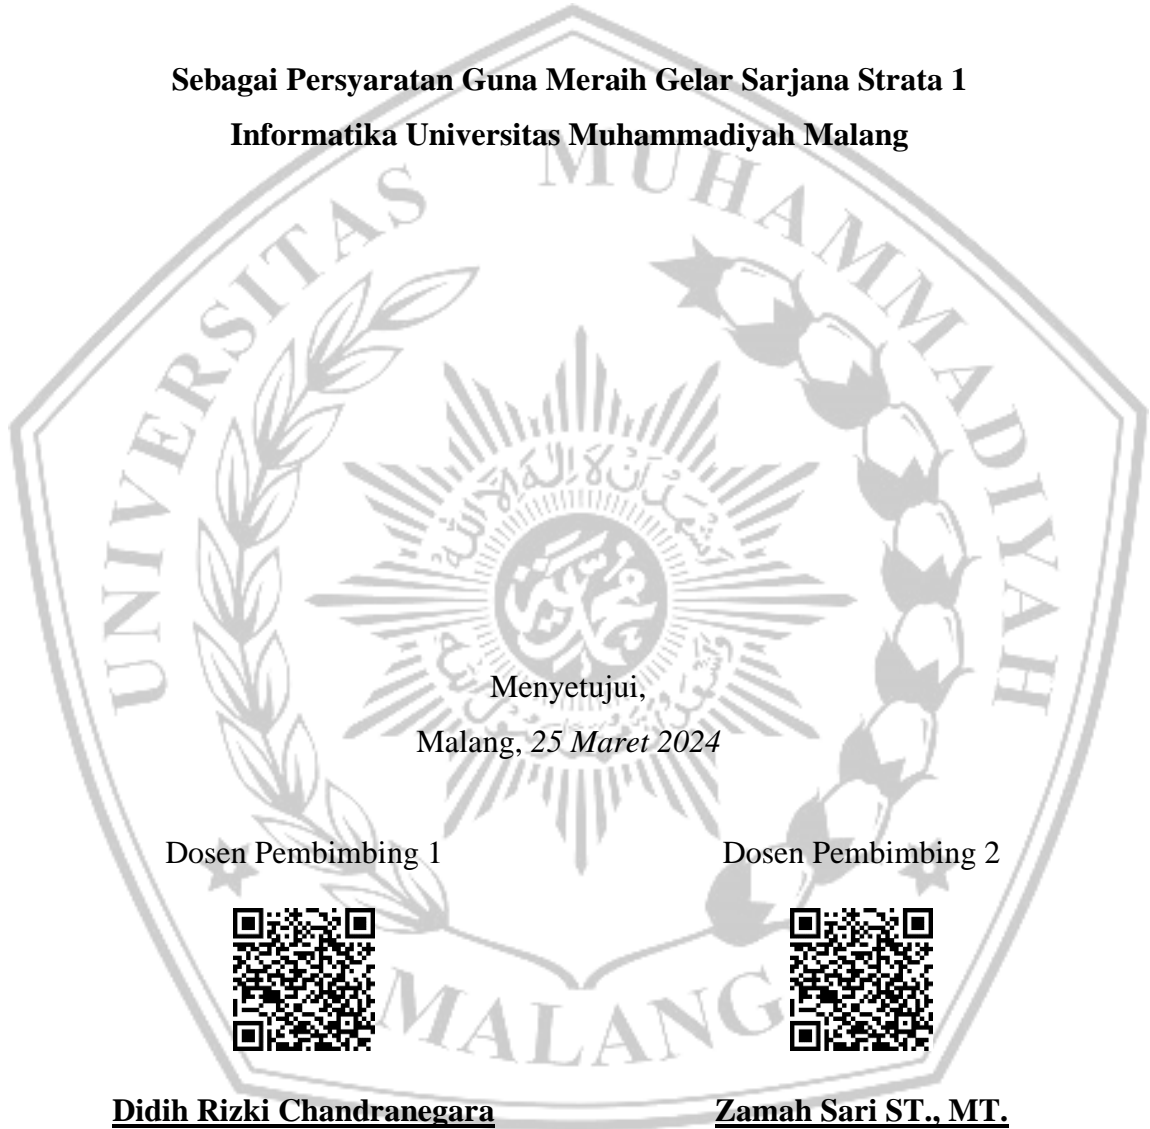 Sebagai Persyaratan Guna Meraih Gelar Sarjana Strata 1
Informatika Universitas Muhammadiyah Malang
UNIVERSITAS MUHAMMADIYAH
Menyetujui,
Malang, 25 Maret 2024
Dosen Pembimbing 1 Dosen Pembimbing 2
MALANG
Didih Rizki Chandranegara Zamah Sari ST., MT.